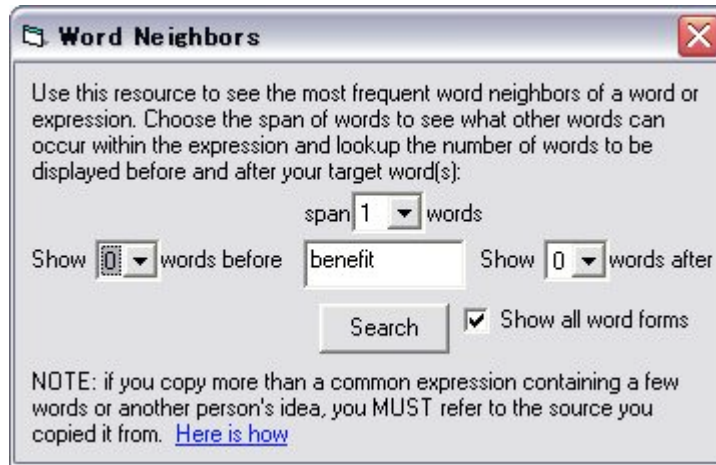 Word Neighbors
Use this resource to see the most frequent word neighbors of a word or
expression. Choose the span of words to see what other words can
occur within the expression and lookup the number of words to be
displayed before and after your target word(s):
span 1 words
Show 0 words before benefit Show 0 words after
Search Show all word forms
NOTE: if you copy more than a common expression containing a few
words or another person's idea, you MUST refer to the source you
copied it from. Here is how